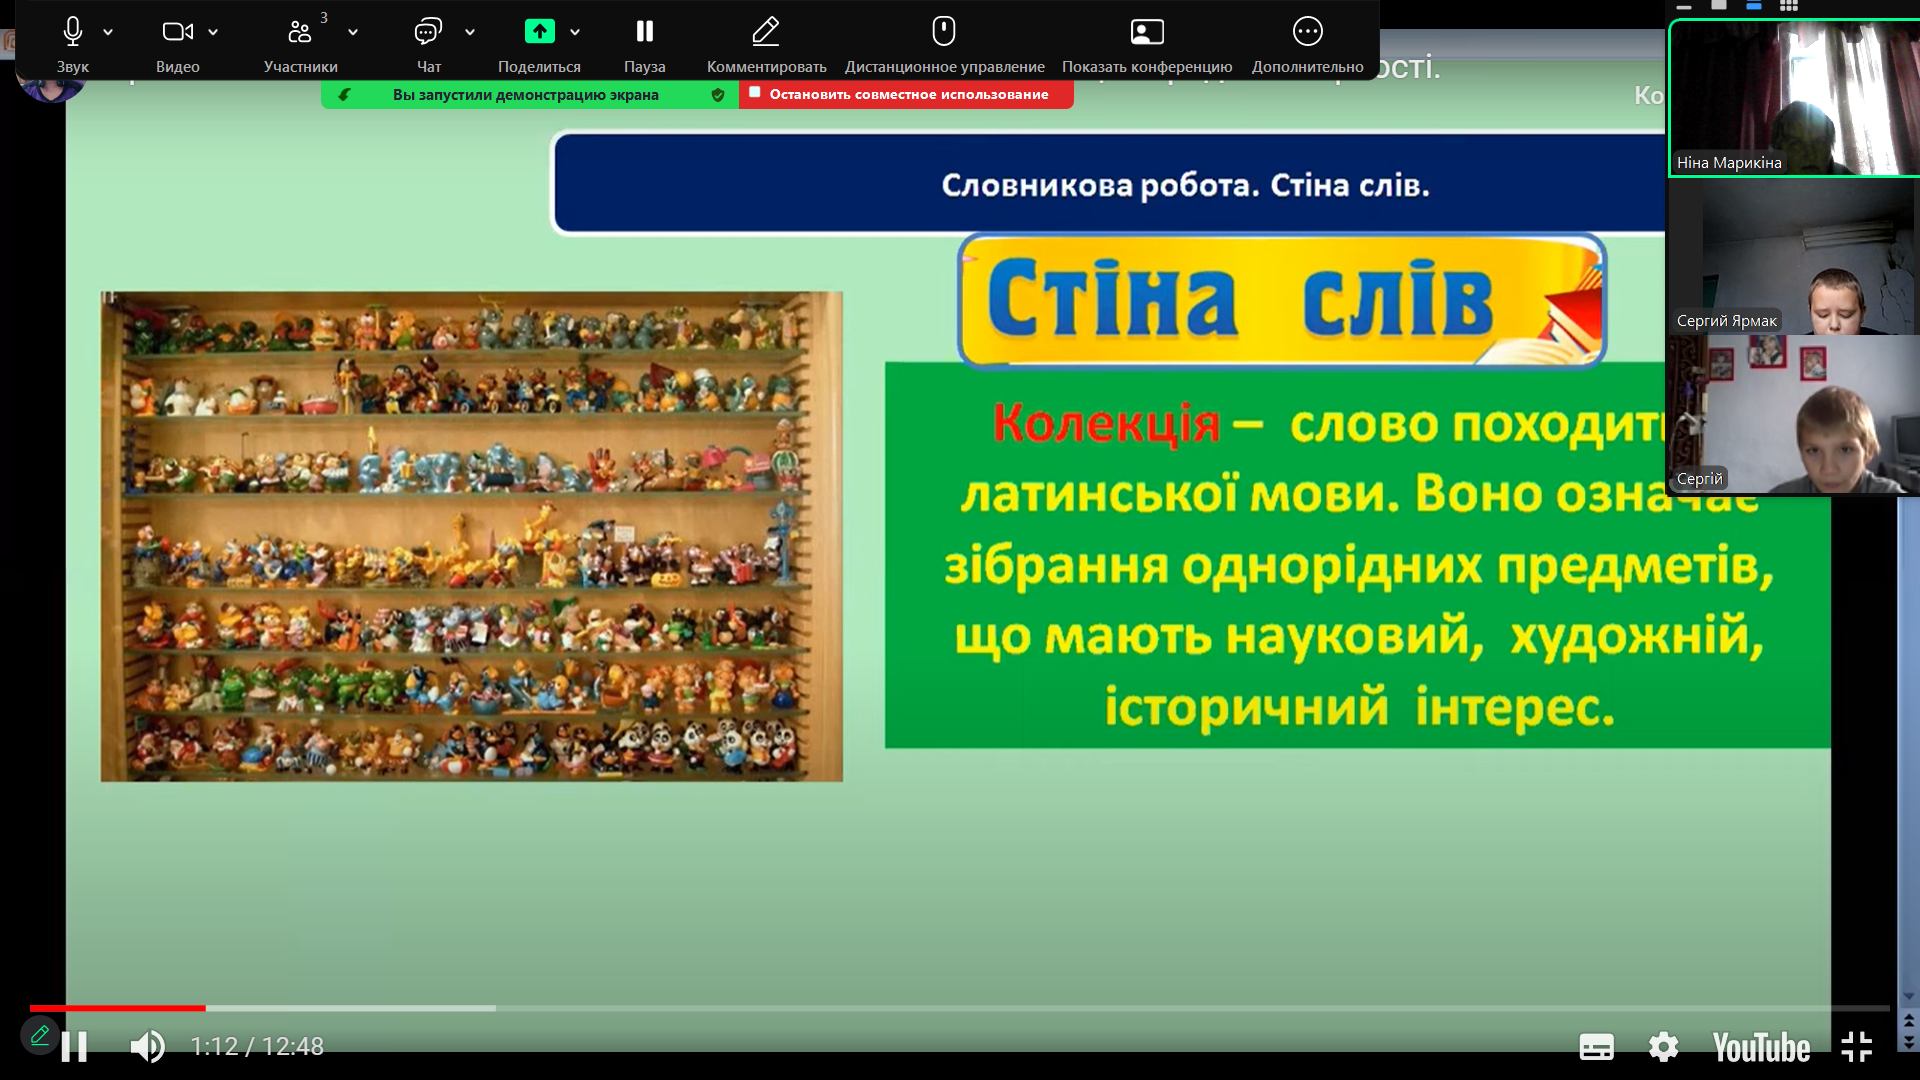 3
Звук
Видео
Участники
Чат
Поделиться
Пауза
Комментировать
Дистанционное управление
Показать конференцию
Дополнительно
Вы запустили демонстрацию экрана
Остановить совместное использование
Ніна Марикіна
Словникова робота. Стіна слів.
Стіна слів
Сергий Ярмак
Колекція – слово походить
латинської мови. Воно означає
зібрання однорідних предметів,
що мають науковий, художній,
історичний інтерес.
Сергій
1:12 / 12:48
YouTube